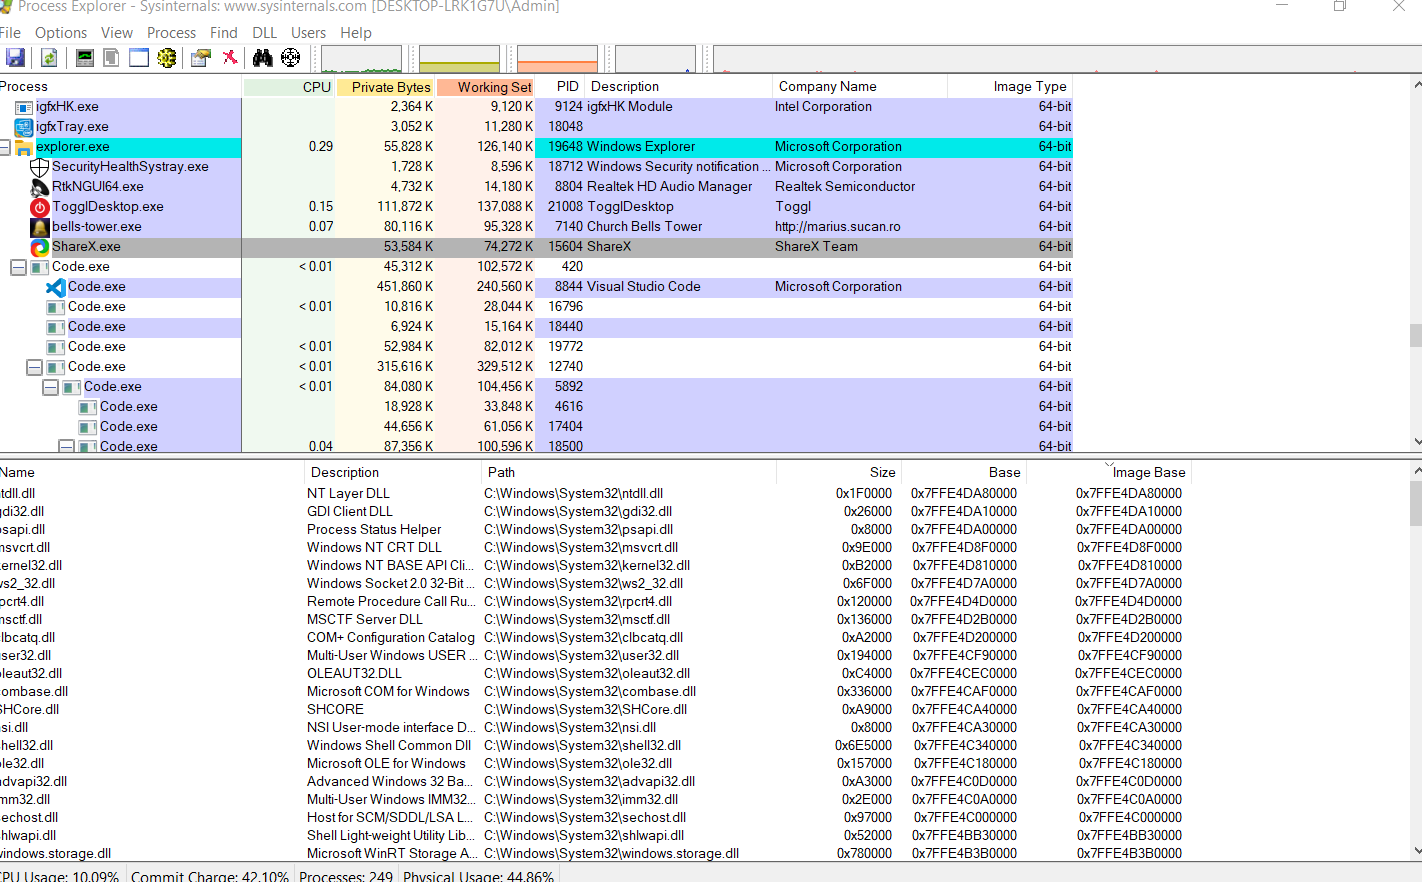 Process Explorer - Sysinternals: www.sysinternals.com [DESKTOP-LRK1G7U\Admin]
File Options View Process Find DLL Users Help
Process CPU Private Bytes Working Set PID Description Company Name Image Type
igfxHK.exe 2,364 K 9,120 K 9124 igfxHK Module Intel Corporation 64-bit
igfxTray.exe 3,052 K 11,280 K 18048 64-bit
explorer.exe 0.29 55,828 K 126,140 K 19648 Windows Explorer Microsoft Corporation 64-bit
SecurityHealthSystray.exe 1,728 K 8,596 K 18712 Windows Security notification ... Microsoft Corporation 64-bit
RtkNGUI64.exe 4,732 K 14,180 K 8804 Realtek HD Audio Manager Realtek Semiconductor 64-bit
TogglDesktop.exe 0.15 111,872 K 137,088 K 21008 TogglDesktop Toggl 64-bit
bells-tower.exe 0.07 80,116 K 95,328 K 7140 Church Bells Tower http://marius.sucan.ro 64-bit
ShareX.exe 53,584 K 74,272 K 15604 ShareX ShareX Team 64-bit
Code.exe < 0.01 45,312 K 102,572 K 420 64-bit
Code.exe 451,860 K 240,560 K 8844 Visual Studio Code Microsoft Corporation 64-bit
Code.exe < 0.01 10,816 K 28,044 K 16796 64-bit
Code.exe 6,924 K 15,164 K 18440 64-bit
Code.exe < 0.01 52,984 K 82,012 K 19772 64-bit
Code.exe < 0.01 315,616 K 329,512 K 12740 64-bit
Code.exe < 0.01 84,080 K 104,456 K 5892 64-bit
Code.exe 18,928 K 33,848 K 4616 64-bit
Code.exe 44,656 K 61,056 K 17404 64-bit
Code.exe 0.04 87,356 K 100,596 K 18500 64-bit
Name Description Path Size Base Image Base
ntdll.dll NT Layer DLL C:\Windows\System32\ntdll.dll 0x1F0000 0x7FFE4DA80000 0x7FFE4DA80000
gdi32.dll GDI Client DLL C:\Windows\System32\gdi32.dll 0x26000 0x7FFE4DA10000 0x7FFE4DA10000
psapi.dll Process Status Helper C:\Windows\System32\psapi.dll 0x8000 0x7FFE4DA00000 0x7FFE4DA00000
msvcrt.dll Windows NT CRT DLL C:\Windows\System32\msvcrt.dll 0x9E000 0x7FFE4D8F0000 0x7FFE4D8F0000
kernel32.dll Windows NT BASE API Cli... C:\Windows\System32\kernel32.dll 0xB2000 0x7FFE4D810000 0x7FFE4D810000
ws2_32.dll Windows Socket 2.0 32-Bit ... C:\Windows\System32\ws2_32.dll 0x6F000 0x7FFE4D7A0000 0x7FFE4D7A0000
rpcrt4.dll Remote Procedure Call Ru... C:\Windows\System32\rpcrt4.dll 0x120000 0x7FFE4D4D0000 0x7FFE4D4D0000
msctf.dll MSCTF Server DLL C:\Windows\System32\msctf.dll 0x136000 0x7FFE4D2B0000 0x7FFE4D2B0000
clbcatq.dll COM+ Configuration Catalog C:\Windows\System32\clbcatq.dll 0xA2000 0x7FFE4D200000 0x7FFE4D200000
user32.dll Multi-User Windows USER ... C:\Windows\System32\user32.dll 0x194000 0x7FFE4CF90000 0x7FFE4CF90000
oleaut32.dll OLEAUT32.DLL C:\Windows\System32\oleaut32.dll 0xC4000 0x7FFE4CEC0000 0x7FFE4CEC0000
combase.dll Microsoft COM for Windows C:\Windows\System32\combase.dll 0x336000 0x7FFE4CAF0000 0x7FFE4CAF0000
SHCore.dll SHCORE C:\Windows\System32\SHCore.dll 0xA9000 0x7FFE4CA40000 0x7FFE4CA40000
nsi.dll NSI User-mode interface D... C:\Windows\System32\nsi.dll 0x8000 0x7FFE4CA30000 0x7FFE4CA30000
shell32.dll Windows Shell Common Dll C:\Windows\System32\shell32.dll 0x6E5000 0x7FFE4C340000 0x7FFE4C340000
ole32.dll Microsoft OLE for Windows C:\Windows\System32\ole32.dll 0x157000 0x7FFE4C180000 0x7FFE4C180000
advapi32.dll Advanced Windows 32 Ba... C:\Windows\System32\advapi32.dll 0xA3000 0x7FFE4C0D0000 0x7FFE4C0D0000
imm32.dll Multi-User Windows IMM32... C:\Windows\System32\imm32.dll 0x2E000 0x7FFE4C0A0000 0x7FFE4C0A0000
sechost.dll Host for SCM/SDDL/LSA L... C:\Windows\System32\sechost.dll 0x97000 0x7FFE4C000000 0x7FFE4C000000
shlwapi.dll Shell Light-weight Utility Lib... C:\Windows\System32\shlwapi.dll 0x52000 0x7FFE4BB30000 0x7FFE4BB30000
windows.storage.dll Microsoft WinRT Storage A... C:\Windows\System32\windows.storage.dll 0x780000 0x7FFE4B3B0000 0x7FFE4B3B0000
CPU Usage: 10.09% Commit Charge: 42.10% Processes: 249 Physical Usage: 44.86%